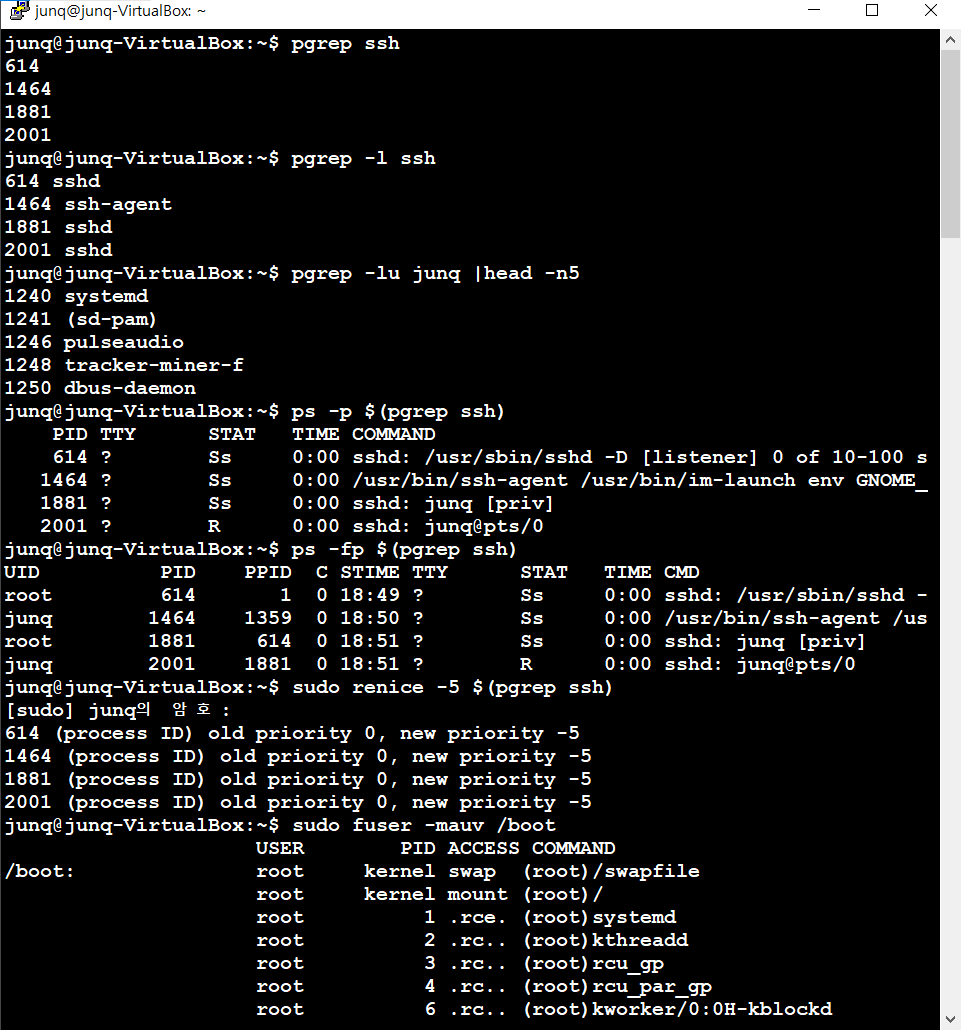 junq@junq-VirtualBox: ~
junq@junq-VirtualBox:~$ pgrep ssh
614
1464
1881
2001
junq@junq-VirtualBox:~$ pgrep -l ssh
614 sshd
1464 ssh-agent
1881 sshd
2001 sshd
junq@junq-VirtualBox:~$ pgrep -lu junq |head -n5
1240 systemd
1241 (sd-pam)
1246 pulseaudio
1248 tracker-miner-f
1250 dbus-daemon
junq@junq-VirtualBox:~$ ps -p $(pgrep ssh)
    PID TTY      STAT   TIME COMMAND
    614 ?        Ss     0:00 sshd: /usr/sbin/sshd -D [listener] 0 of 10-100 s
   1464 ?        Ss     0:00 /usr/bin/ssh-agent /usr/bin/im-launch env GNOME_
   1881 ?        Ss     0:00 sshd: junq [priv]
   2001 ?        R      0:00 sshd: junq@pts/0
junq@junq-VirtualBox:~$ ps -fp $(pgrep ssh)
UID          PID    PPID  C STIME TTY      STAT   TIME CMD
root         614       1  0 18:49 ?        Ss     0:00 sshd: /usr/sbin/sshd -
junq        1464    1359  0 18:50 ?        Ss     0:00 /usr/bin/ssh-agent /us
root        1881     614  0 18:51 ?        Ss     0:00 sshd: junq [priv]
junq        2001    1881  0 18:51 ?        R      0:00 sshd: junq@pts/0
junq@junq-VirtualBox:~$ sudo renice -5 $(pgrep ssh)
[sudo] junq의 암호:
614 (process ID) old priority 0, new priority -5
1464 (process ID) old priority 0, new priority -5
1881 (process ID) old priority 0, new priority -5
2001 (process ID) old priority 0, new priority -5
junq@junq-VirtualBox:~$ sudo fuser -mauv /boot
                     USER        PID ACCESS COMMAND
/boot:               root     kernel swap  (root)/swapfile
                     root     kernel mount (root)/
                     root          1 .rce. (root)systemd
                     root          2 .rc.. (root)kthreadd
                     root          3 .rc.. (root)rcu_gp
                     root          4 .rc.. (root)rcu_par_gp
                     root          6 .rc.. (root)kworker/0:0H-kblockd